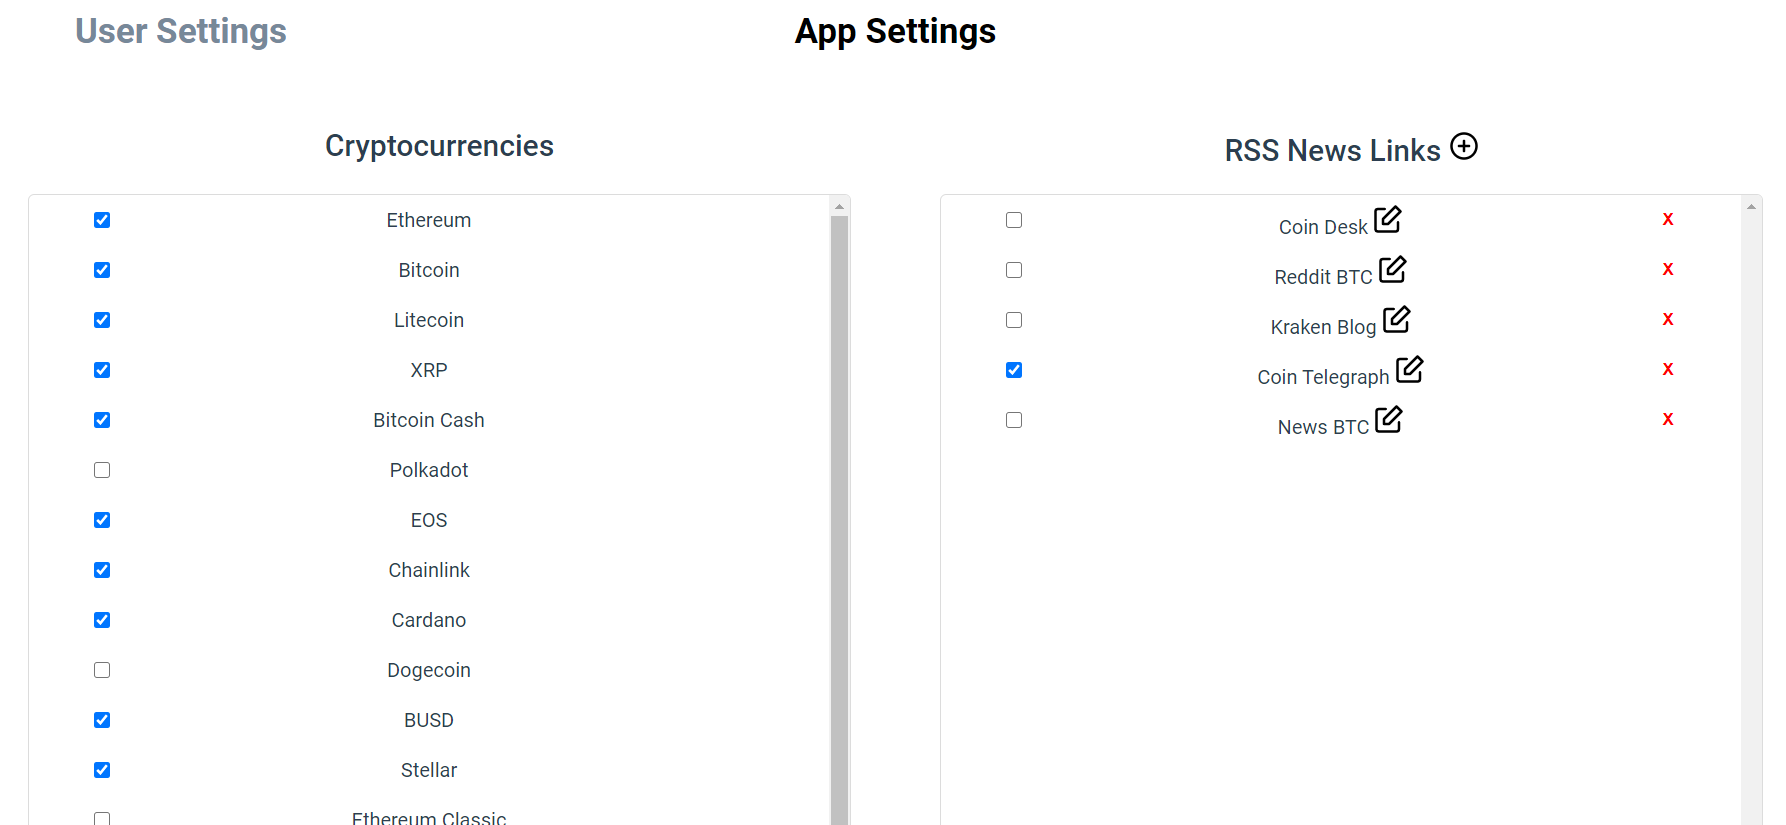 User Settings
App Settings
Cryptocurrencies
Ethereum
Bitcoin
Litecoin
XRP
Bitcoin Cash
Polkadot
EOS
Chainlink
Cardano
Dogecoin
BUSD
Stellar
Ethereum Classic
RSS News Links
Coin Desk X
Reddit BTC X
Kraken Blog X
Coin Telegraph X
News BTC X